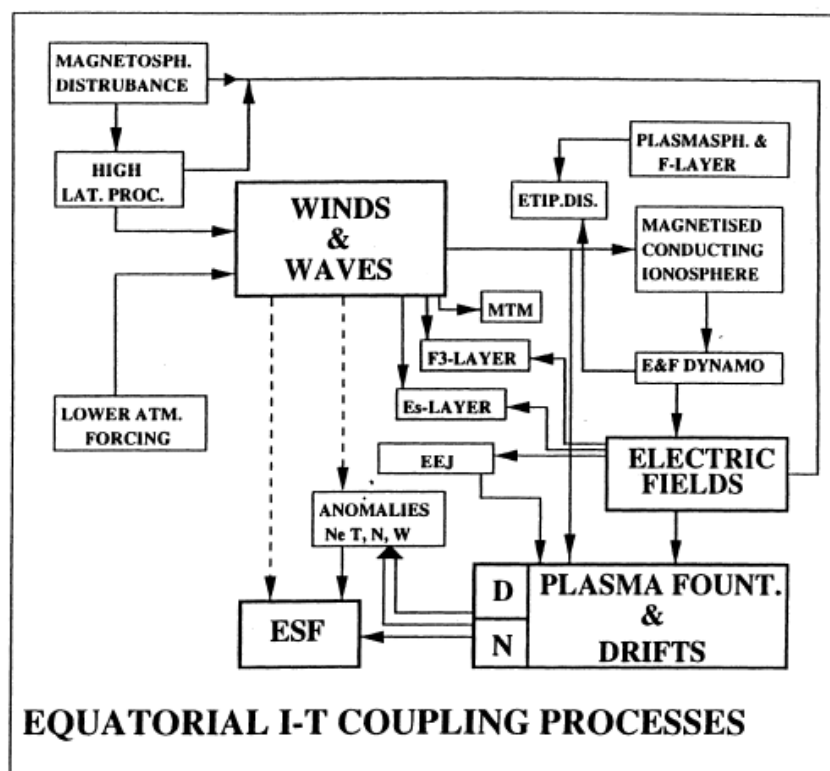 MAGNETOSPH.
DISTRUBANCE
PLASMASPH. &
F-LAYER
HIGH
LAT. PROC.
WINDS
&
WAVES
ETIP.DIS.
MAGNETISED
CONDUCTING
IONOSPHERE
MTM
F3-LAYER
E&F DYNAMO
Es-LAYER
LOWER ATM.
FORCING
EEJ
ELECTRIC
FIELDS
ANOMALIES
Ne T, N, W
D
N
PLASMA FOUNT.
&
DRIFTS
ESF
EQUATORIAL I-T COUPLING PROCESSES